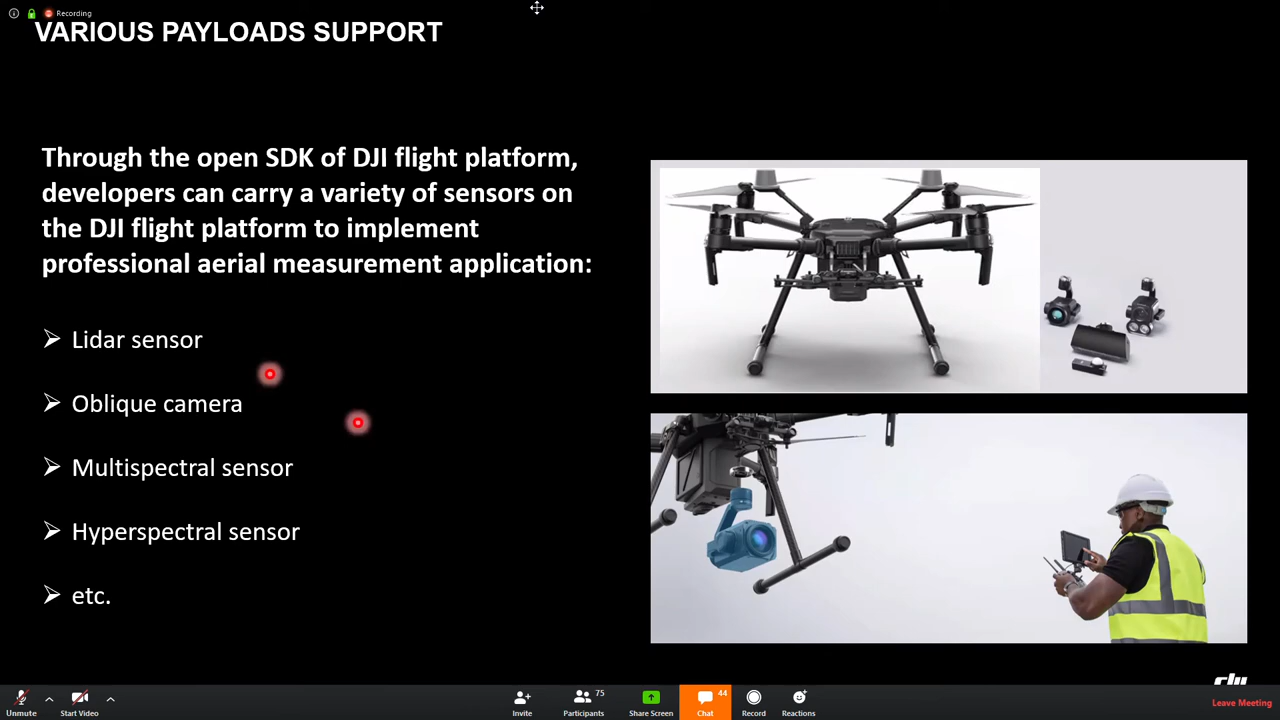 Recording
VARIOUS PAYLOADS SUPPORT
Through the open SDK of DJI flight platform,
developers can carry a variety of sensors on
the DJI flight platform to implement
professional aerial measurement application:
Lidar sensor
Oblique camera
Multispectral sensor
Hyperspectral sensor
etc.
dji
Unmute
Start Video
Invite
75
Participants
Share Screen
44
Chat
Record
Reactions
Leave Meeting